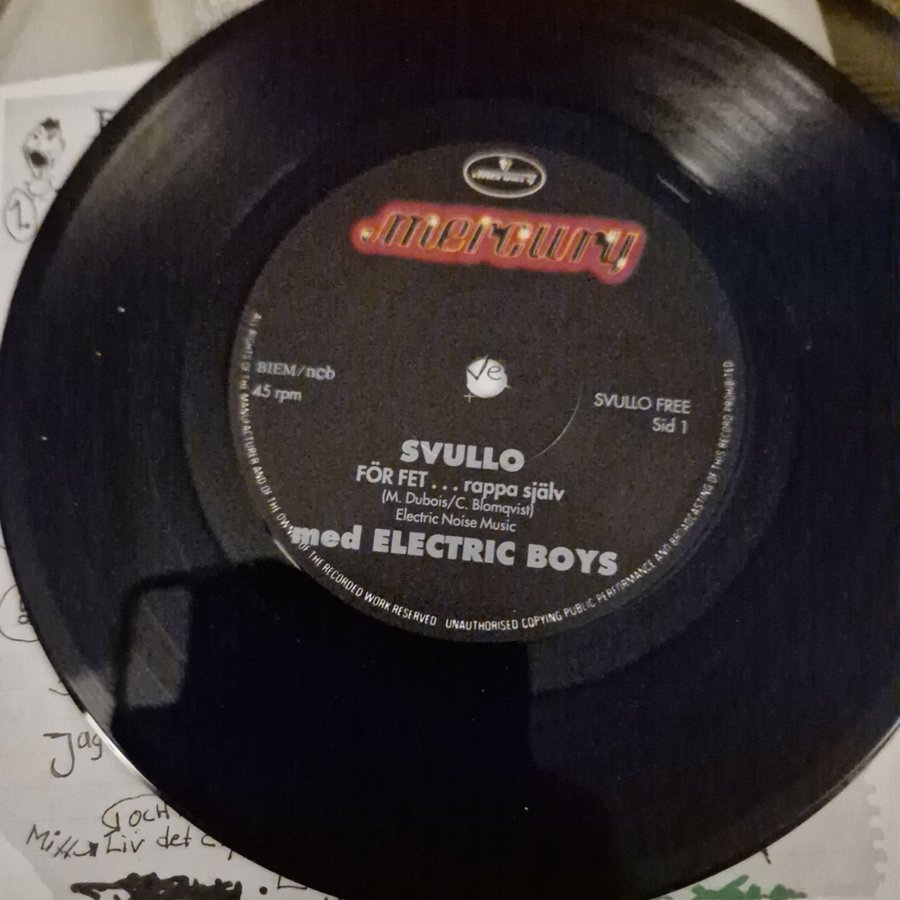 mercury
mercury
BIEM/ncb
45 rpm
SVULLO FREE
Sid 1
SVULLO
FÖR FET . . . rappa själv
(M. Dubois/C. Blomqvist)
Electric Noise Music
med ELECTRIC BOYS
ALL RIGHTS OF THE MANUFACTURER AND OF THE OWNER OF THE RECORDED WORK RESERVED UNAUTHORISED COPYING PUBLIC PERFORMANCE AND BROADCASTING OF THIS RECORD PROHIBITED
Jag
TOCH
Liv det